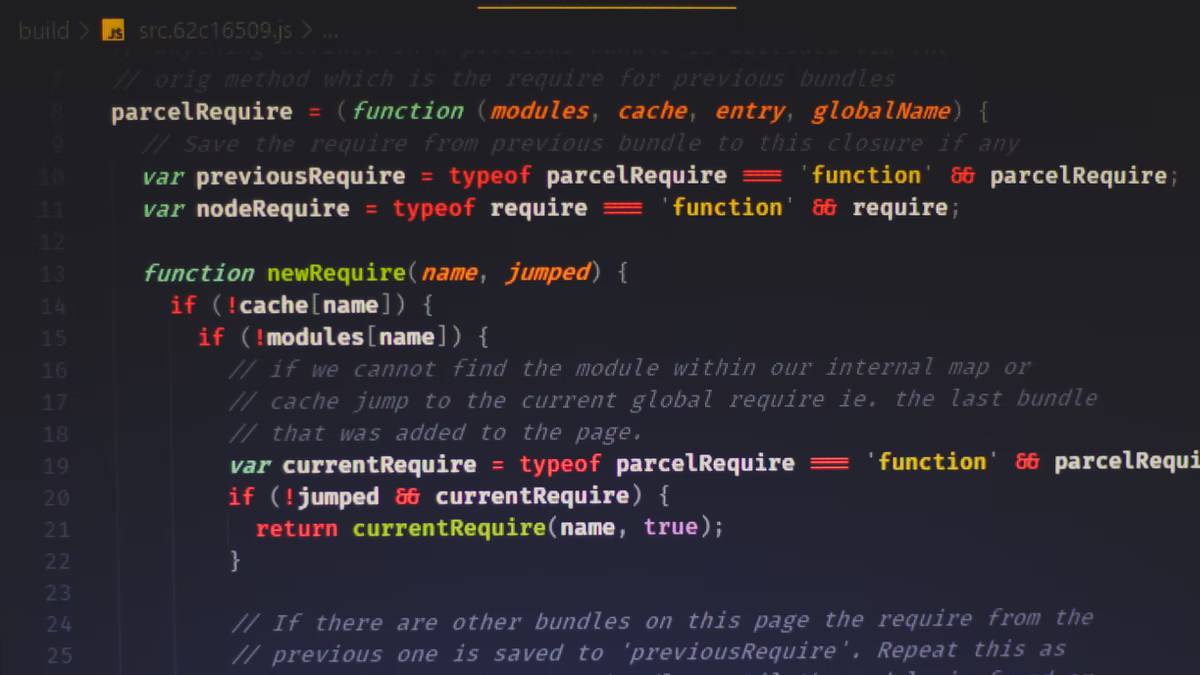 build > JS src.62c16509.js > ...
7 // orig method which is the require for previous bundles
8 parcelRequire = (function (modules, cache, entry, globalName) {
9 // Save the require from previous bundle to this closure if any
10 var previousRequire = typeof parcelRequire === 'function' && parcelRequire;
11 var nodeRequire = typeof require === 'function' && require;
12
13 function newRequire(name, jumped) {
14 if (!cache[name]) {
15 if (!modules[name]) {
16 // if we cannot find the module within our internal map or
17 // cache jump to the current global require ie. the last bundle
18 // that was added to the page.
19 var currentRequire = typeof parcelRequire === 'function' && parcelRequi
20 if (!jumped && currentRequire) {
21 return currentRequire(name, true);
22 }
23
24 // If there are other bundles on this page the require from the
25 // previous one is saved to 'previousRequire'. Repeat this as